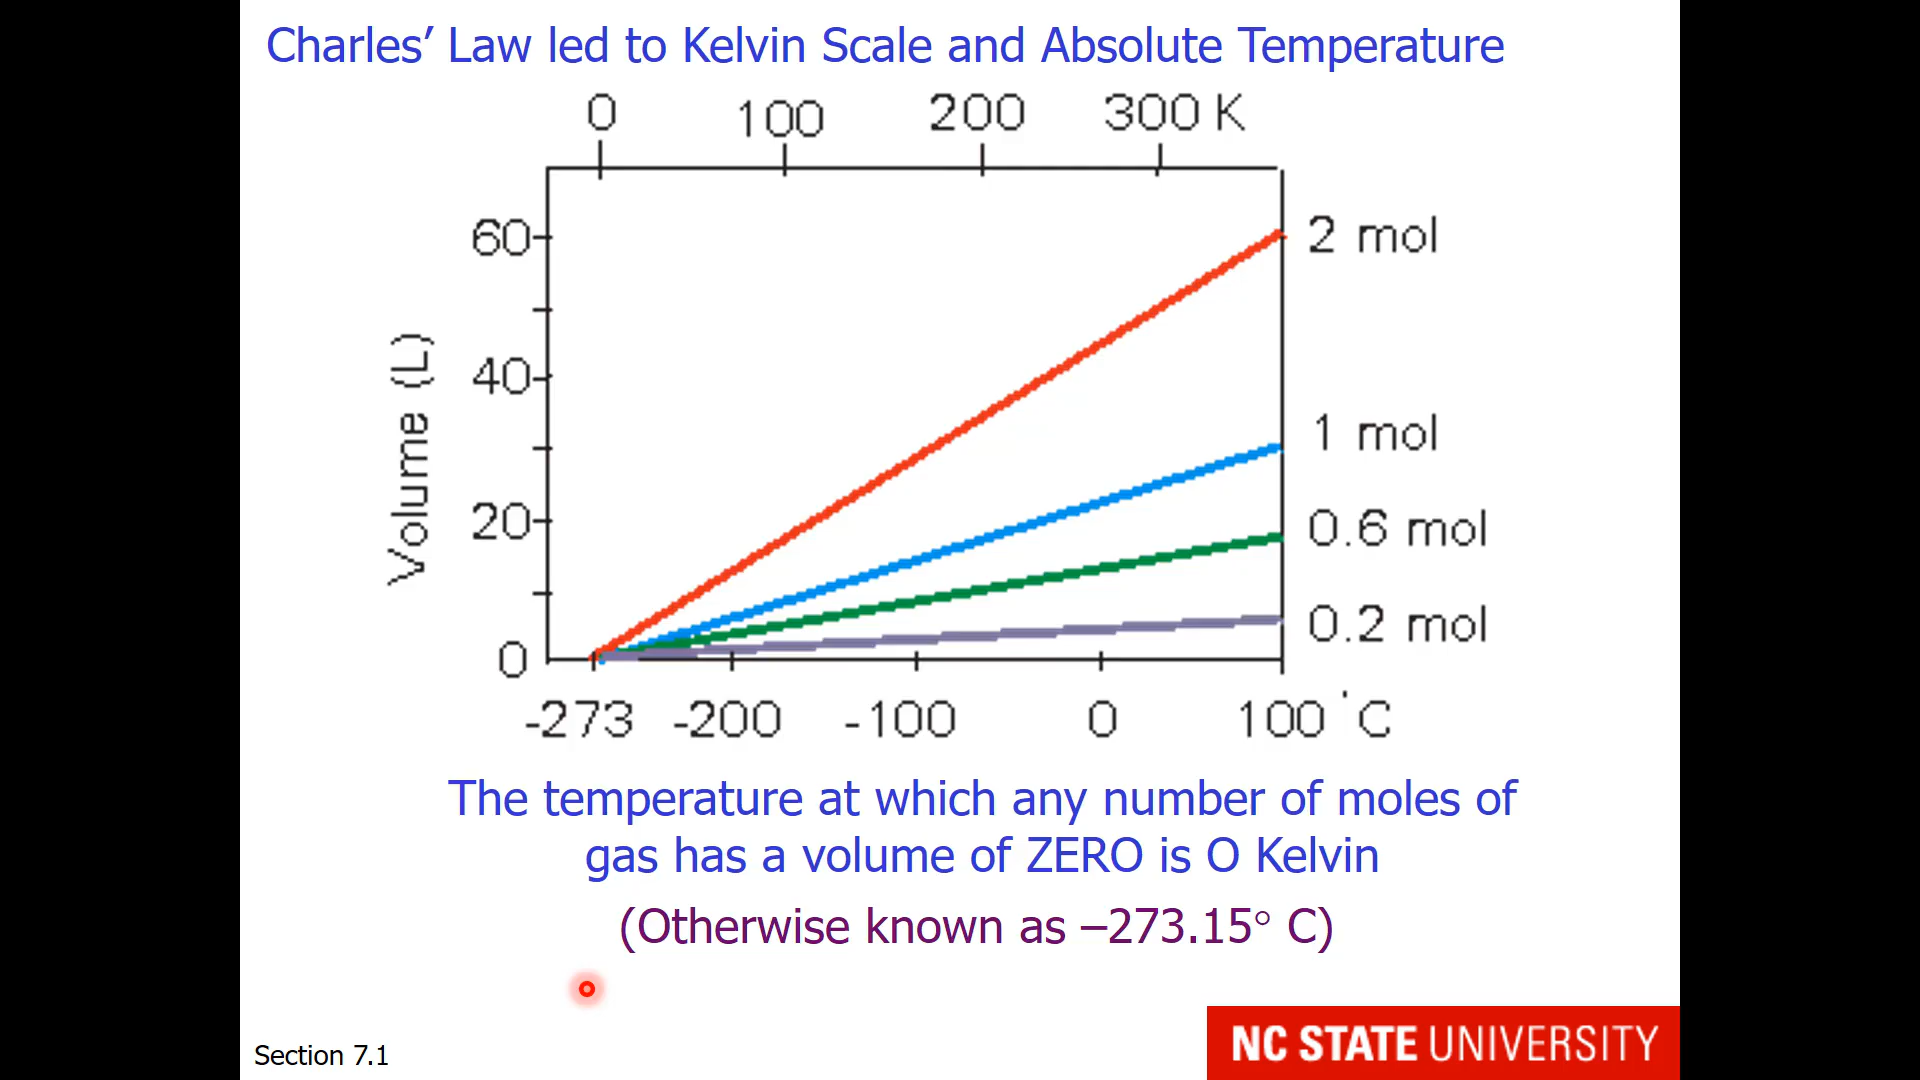 Charles’ Law led to Kelvin Scale and Absolute Temperature
0 100 200 300 K
60
40
20
0
Volume (L)
2 mol
1 mol
0.6 mol
0.2 mol
-273 -200 -100 0 100 °C
The temperature at which any number of moles of
gas has a volume of ZERO is O Kelvin
(Otherwise known as –273.15° C)
Section 7.1
NC STATE UNIVERSITY